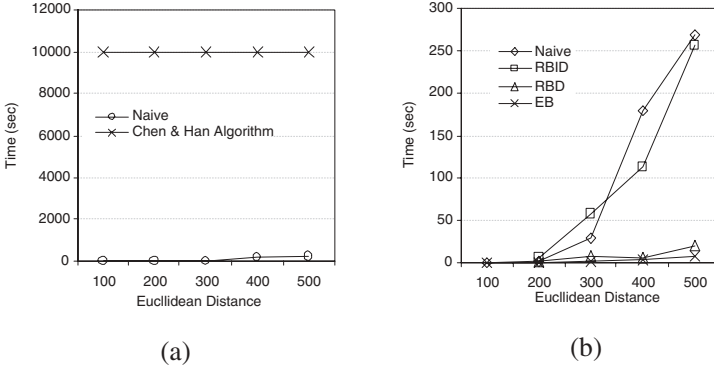 12000
10000
8000
6000
4000
2000
0
Time (sec)
Naive
Chen & Han Algorithm
100 200 300 400 500
Eucllidean Distance
(a)
300
250
200
150
100
50
0
Time (sec)
Naive
RBID
RBD
EB
100 200 300 400 500
Eucllidean Distance
(b)